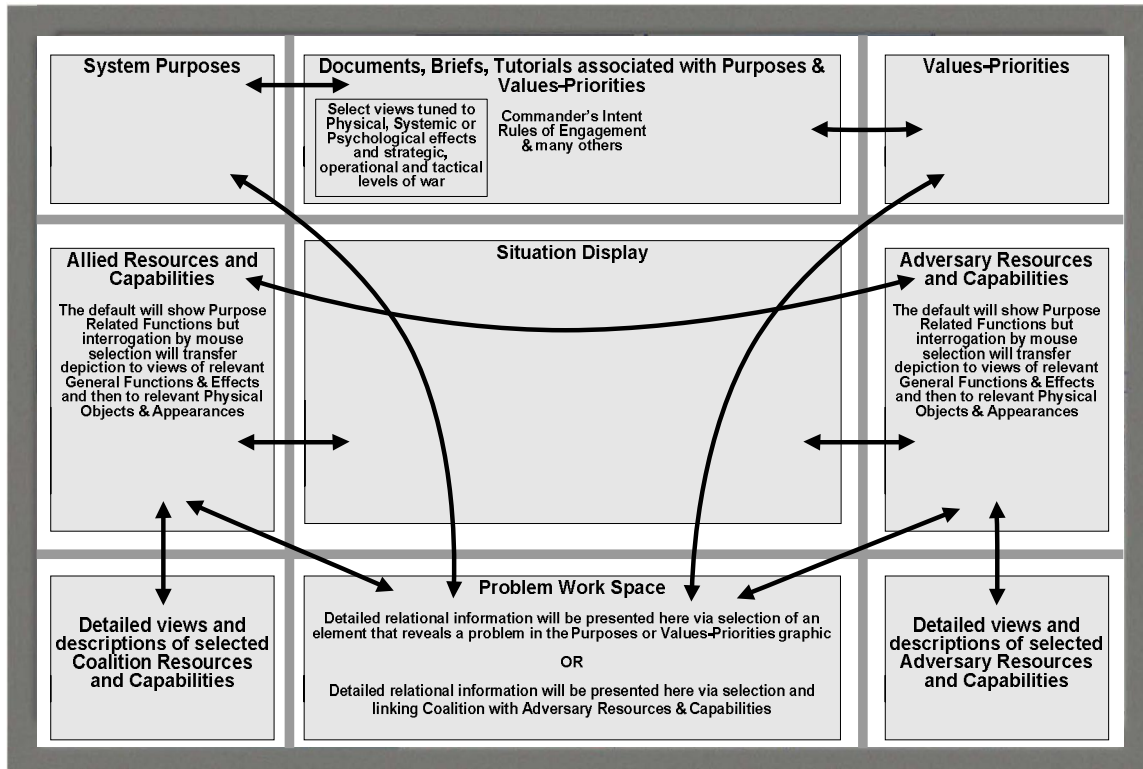 System Purposes
Documents, Briefs, Tutorials associated with Purposes &
Values-Priorities
Select views tuned to
Physical, Systemic or
Psychological effects
and strategic,
operational and tactical
levels of war
Commander's Intent
Rules of Engagement
& many others
Values-Priorities
Allied Resources and
Capabilities
The default will show Purpose
Related Functions but
interrogation by mouse
selection will transfer
depiction to views of relevant
General Functions & Effects
and then to relevant Physical
Objects & Appearances
Situation Display
Adversary Resources
and Capabilities
The default will show Purpose
Related Functions but
interrogation by mouse
selection will transfer
depiction to views of relevant
General Functions & Effects
and then to relevant Physical
Objects & Appearances
Detailed views and
descriptions of selected
Coalition Resources
and Capabilities
Problem Work Space
Detailed relational information will be presented here via selection of an
element that reveals a problem in the Purposes or Values-Priorities graphic
OR
Detailed relational information will be presented here via selection and
linking Coalition with Adversary Resources & Capabilities
Detailed views and
descriptions of selected
Adversary Resources
and Capabilities